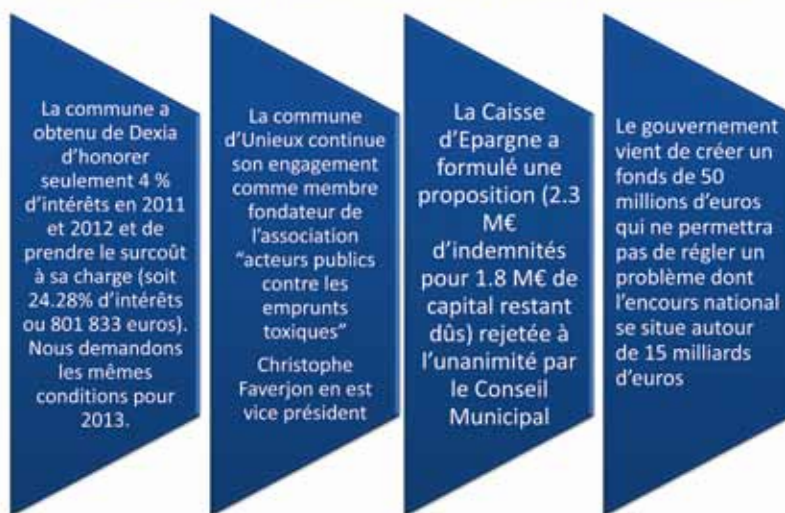 La commune a
obtenu de Dexia
d'honorer
seulement 4 %
d'intérêts en 2011
et 2012 et de
prendre le surcoût
à sa charge (soit
24.28% d'intérêts
ou 801 833 euros).
Nous demandons
les mêmes
conditions pour
2013.
La commune
d'Unieux continue
son engagement
comme membre
fondateur de
l'association
"acteurs publics
contre les
emprunts
toxiques"
Christophe
Faverjon en est
vice président
La Caisse
d'Epargne a
formulé une
proposition (2.3
M€
d'indemnités
pour 1.8 M€ de
capital restant
dûs) rejetée à
l'unanimité par
le Conseil
Municipal
Le gouvernement
vient de créer un
fonds de 50
millions d'euros
qui ne permettra
pas de régler un
problème dont
l'encours national
se situe autour
de 15 milliards
d'euros